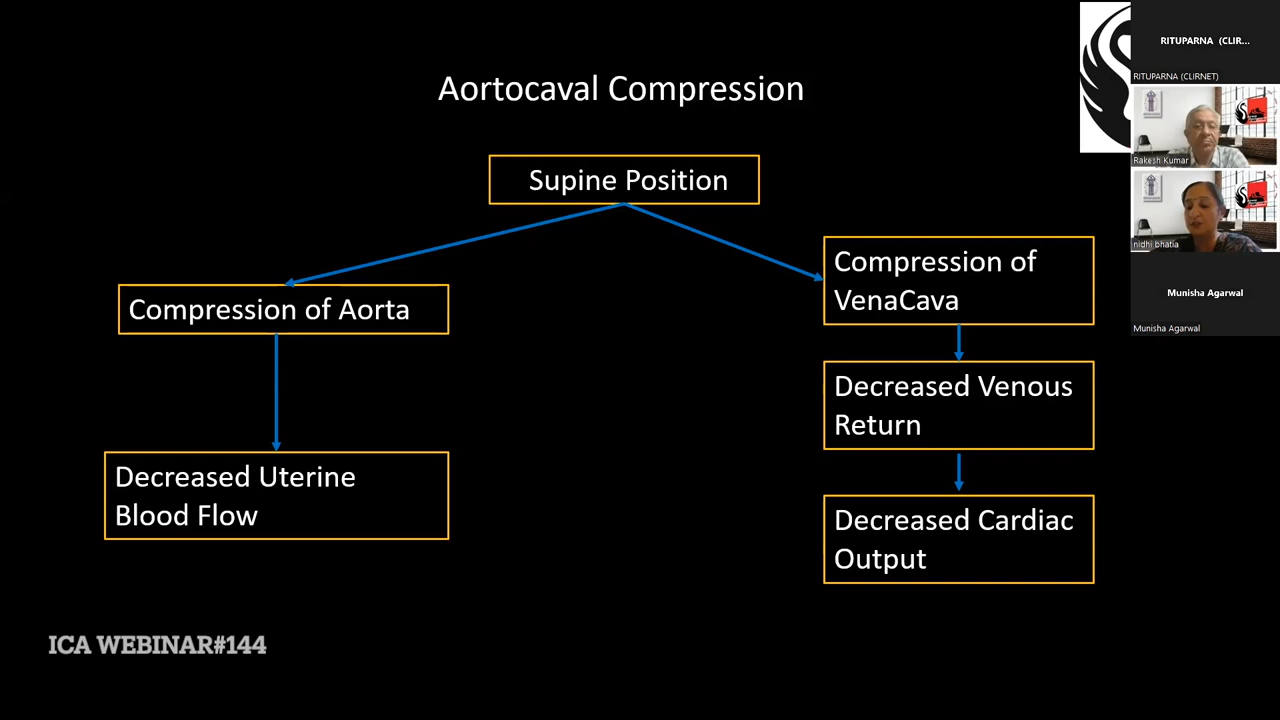 Aortocaval Compression
Supine Position
Compression of Aorta
Decreased Uterine
Blood Flow
Compression of
VenaCava
Decreased Venous
Return
Decreased Cardiac
Output
ICA WEBINAR#144
RITUPARNA (CLIR...
RITUPARNA (CLIRNET)
Rakesh Kumar
nidhi bhatia
Munisha Agarwal
Munisha Agarwal